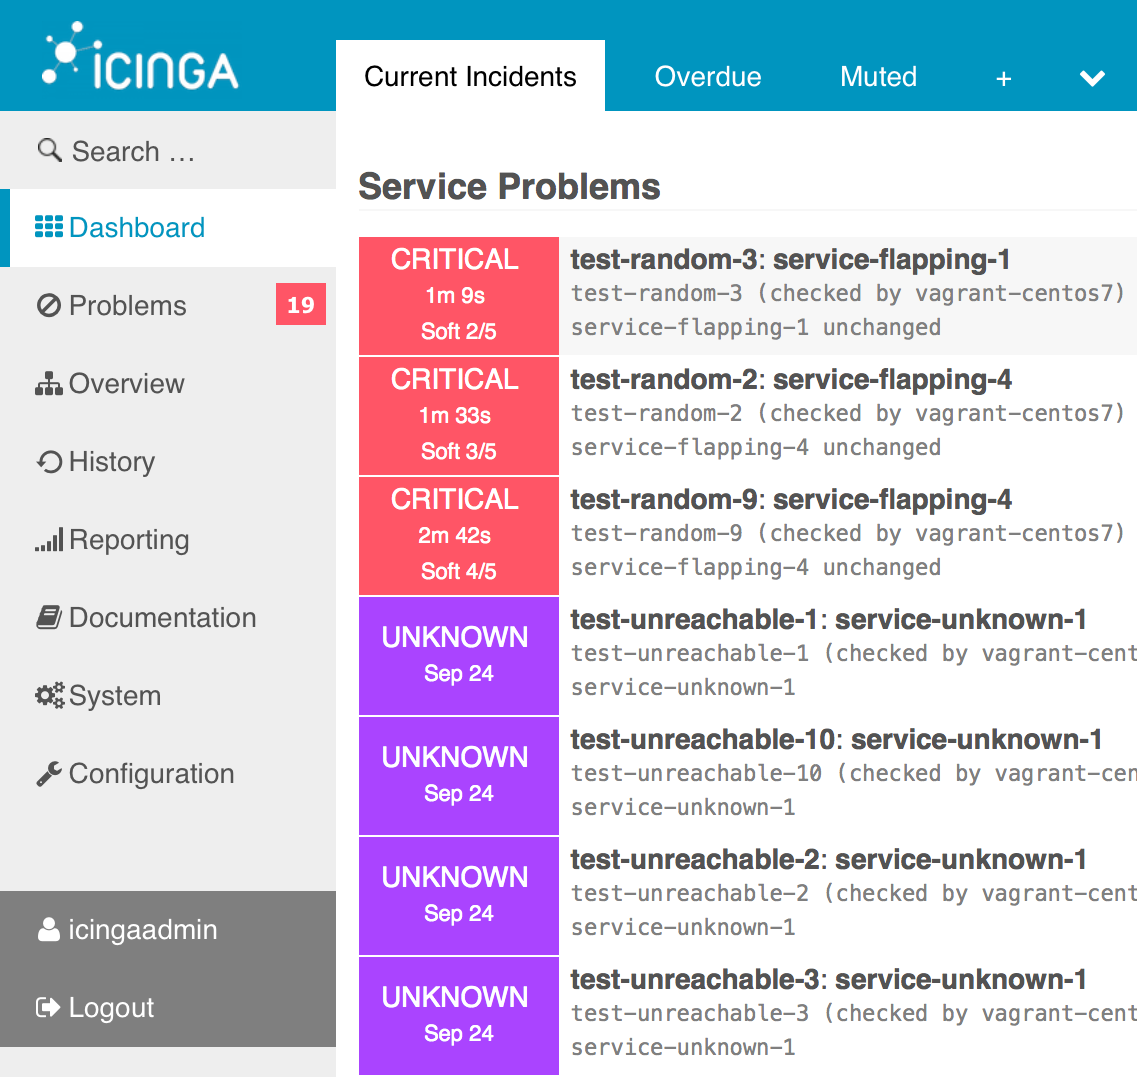 iCINGA
Current Incidents Overdue Muted +
Search …
Dashboard
Problems 19
Overview
History
Reporting
Documentation
System
Configuration
icingaadmin
Logout
Service Problems
CRITICAL
1m 9s
Soft 2/5
test-random-3: service-flapping-1
test-random-3 (checked by vagrant-centos7)
service-flapping-1 unchanged
CRITICAL
1m 33s
Soft 3/5
test-random-2: service-flapping-4
test-random-2 (checked by vagrant-centos7)
service-flapping-4 unchanged
CRITICAL
2m 42s
Soft 4/5
test-random-9: service-flapping-4
test-random-9 (checked by vagrant-centos7)
service-flapping-4 unchanged
UNKNOWN
Sep 24
test-unreachable-1: service-unknown-1
test-unreachable-1 (checked by vagrant-cent
service-unknown-1
UNKNOWN
Sep 24
test-unreachable-10: service-unknown-1
test-unreachable-10 (checked by vagrant-cen
service-unknown-1
UNKNOWN
Sep 24
test-unreachable-2: service-unknown-1
test-unreachable-2 (checked by vagrant-cent
service-unknown-1
UNKNOWN
Sep 24
test-unreachable-3: service-unknown-1
test-unreachable-3 (checked by vagrant-cent
service-unknown-1